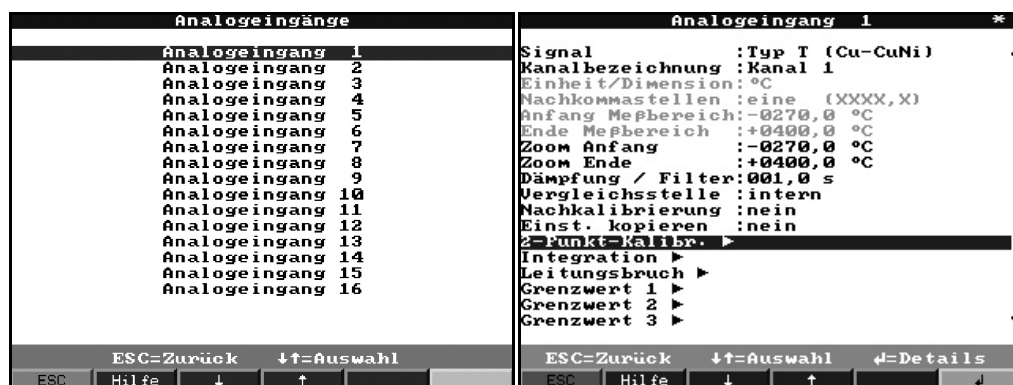 Analogeingänge
Analogeingang 1
Analogeingang 2
Analogeingang 3
Analogeingang 4
Analogeingang 5
Analogeingang 6
Analogeingang 7
Analogeingang 8
Analogeingang 9
Analogeingang 10
Analogeingang 11
Analogeingang 12
Analogeingang 13
Analogeingang 14
Analogeingang 15
Analogeingang 16
ESC=Zurück ↓↑=Auswahl
ESC Hilfe ↓ ↑
Analogeingang 1 *
Signal :Typ T (Cu-CuNi)
Kanalbezeichnung :Kanal 1
Einheit/Dimension:°C
Nachkommastellen :eine (XXXX,X)
Anfang Meßbereich:-0270,0 °C
Ende Meßbereich :+0400,0 °C
Zoom Anfang :-0270,0 °C
Zoom Ende :+0400,0 °C
Dämpfung / Filter:001,0 s
Vergleichsstelle :intern
Nachkalibrierung :nein
Einst. kopieren :nein
2-Punkt-Kalibr. ►
Integration ►
Leitungsbruch ►
Grenzwert 1 ►
Grenzwert 2 ►
Grenzwert 3 ►
ESC=Zurück ↓↑=Auswahl ↵=Details
ESC Hilfe ↓ ↑ ↵